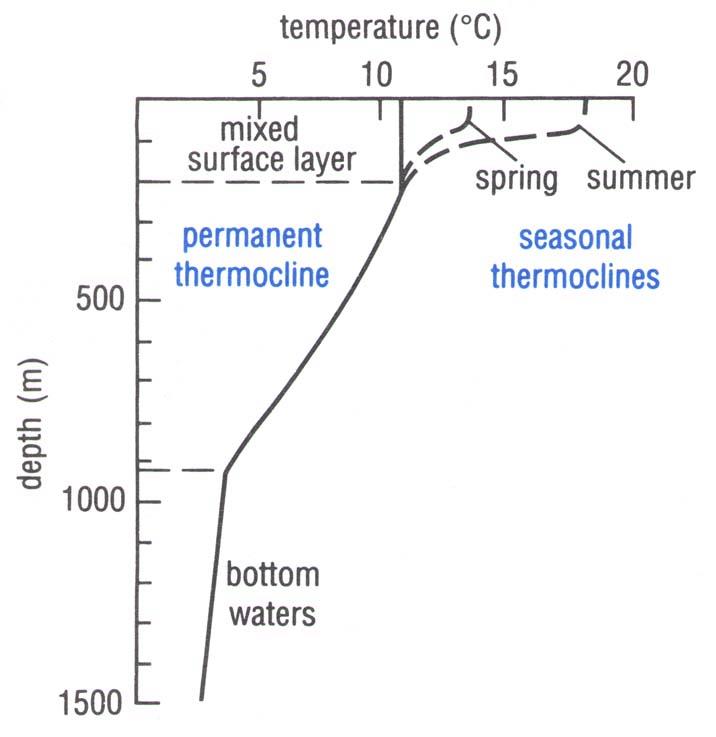 temperature (°C)
5 10 15 20
mixed
surface layer
spring summer
permanent
thermocline
seasonal
thermoclines
500
depth (m)
1000
bottom
waters
1500